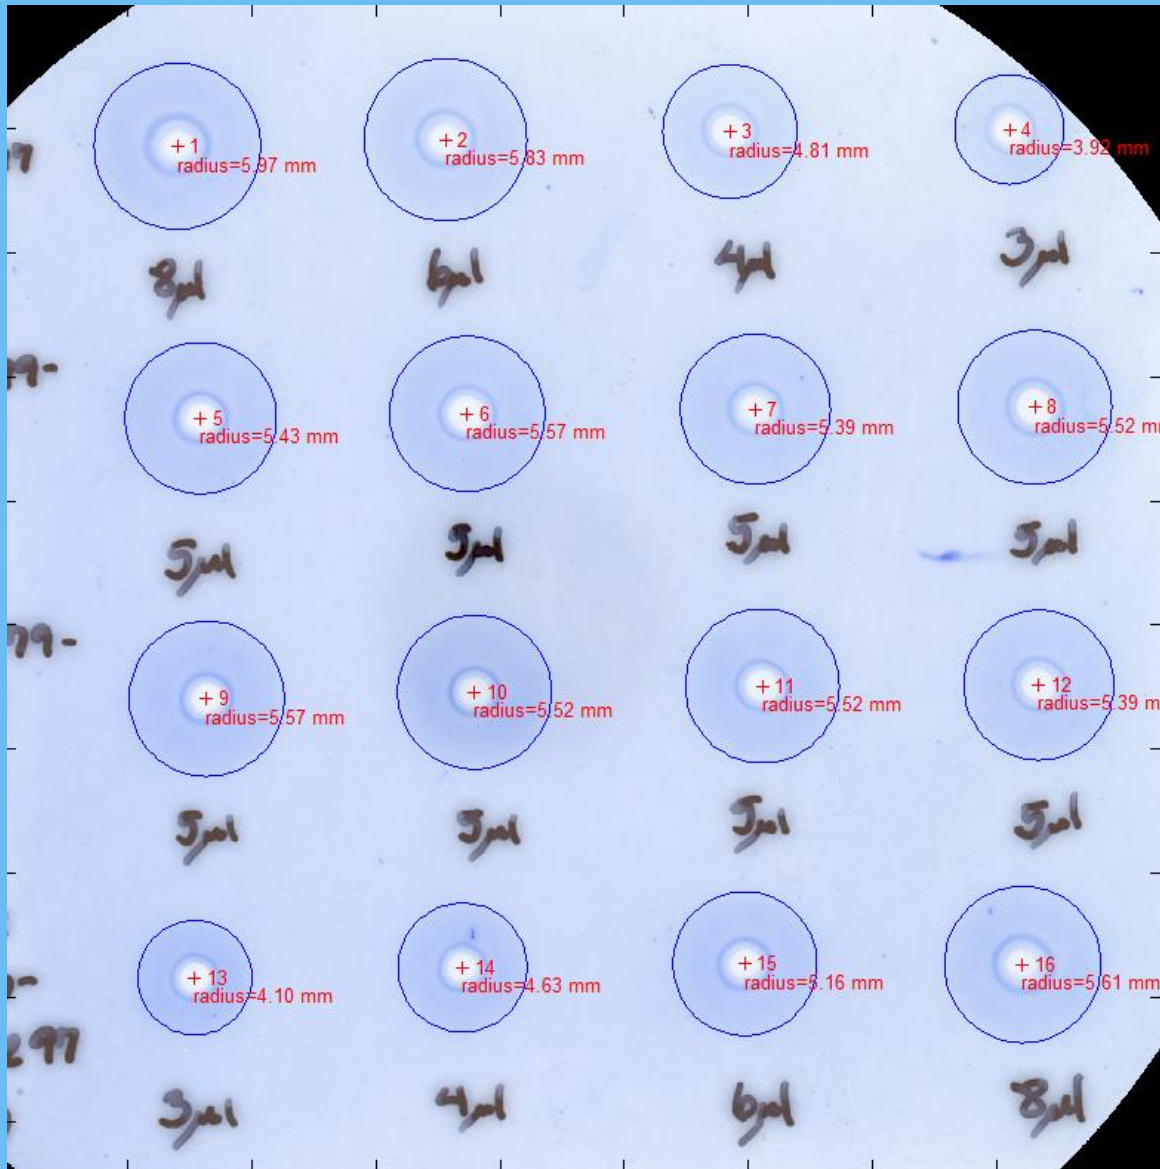 1 2 3 4
radius=5.97 mm radius=5.83 mm radius=4.81 mm radius=3.92 mm
8µl 6µl 4µl 3µl
5 6 7 8
radius=5.43 mm radius=5.57 mm radius=5.39 mm radius=5.52
5µl 5µl 5µl 5µl
79-
9 10 11 12
radius=5.57 mm radius=5.52 mm radius=5.52 mm radius=5.39
5µl 5µl 5µl 5µl
13 14 15 16
radius=4.10 mm radius=4.63 mm radius=5.16 mm radius=5.61 mm
97
3µl 4µl 6µl 8µl